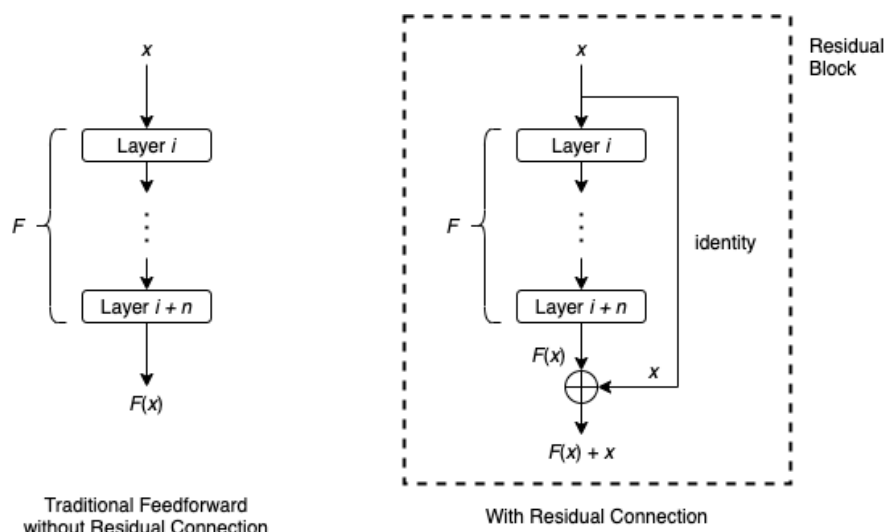 x
Layer i
F
Layer i + n
F(x)
Traditional Feedforward
without Residual Connection
Residual
Block
x
Layer i
F
identity
Layer i + n
F(x)
x
F(x) + x
With Residual Connection